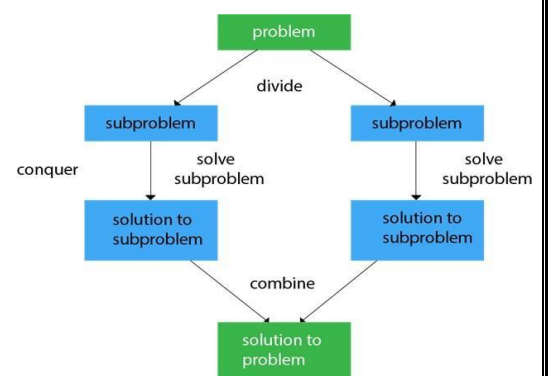 problem
divide
subproblem
subproblem
conquer
solve
subproblem
solve
subproblem
solution to
subproblem
solution to
subproblem
combine
solution to
problem